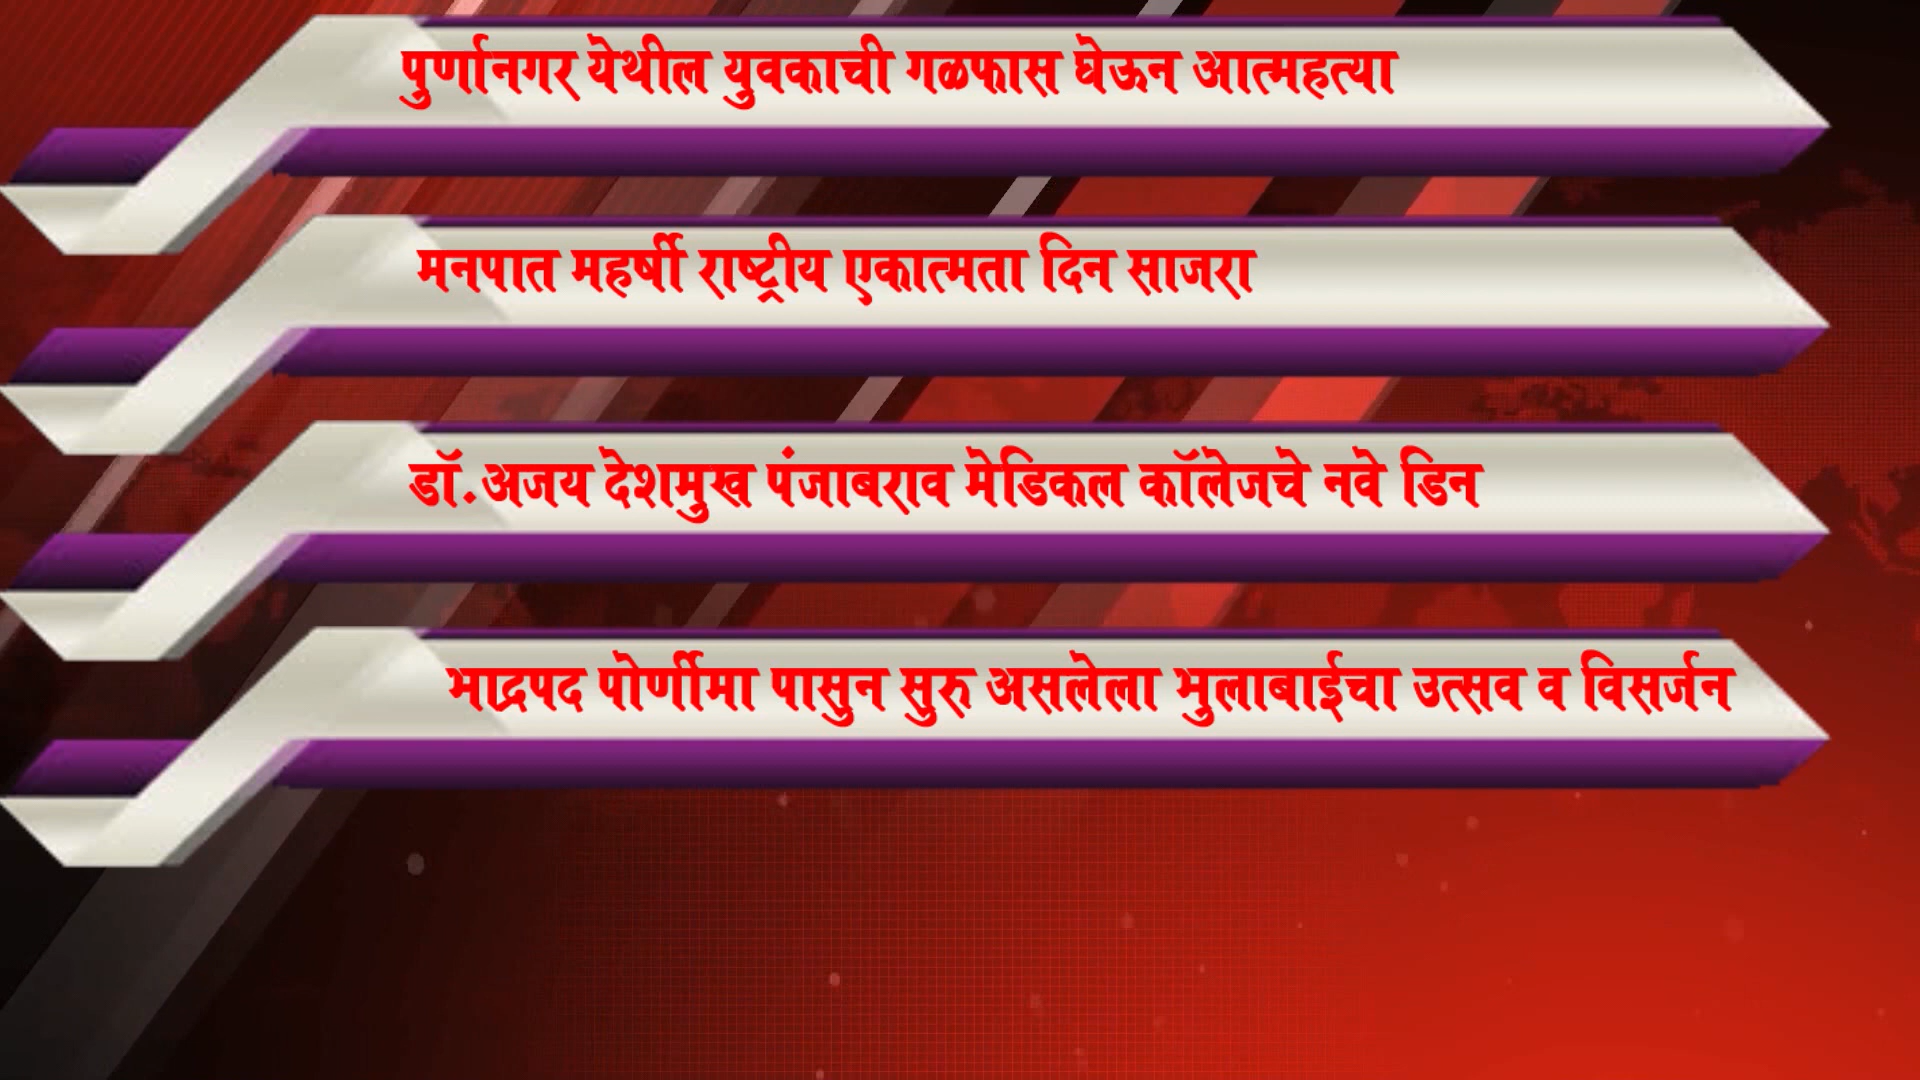 पुर्णानगर येथील युवकाची गळफास घेऊन आत्महत्या
मनपात महर्षी राष्ट्रीय एकात्मता दिन साजरा
डॉ.अजय देशमुख पंजाबराव मेडिकल कॉलेजचे नवे डिन
भाद्रपद पोर्णीमा पासुन सुरु असलेला भुलाबाईचा उत्सव व विसर्जन